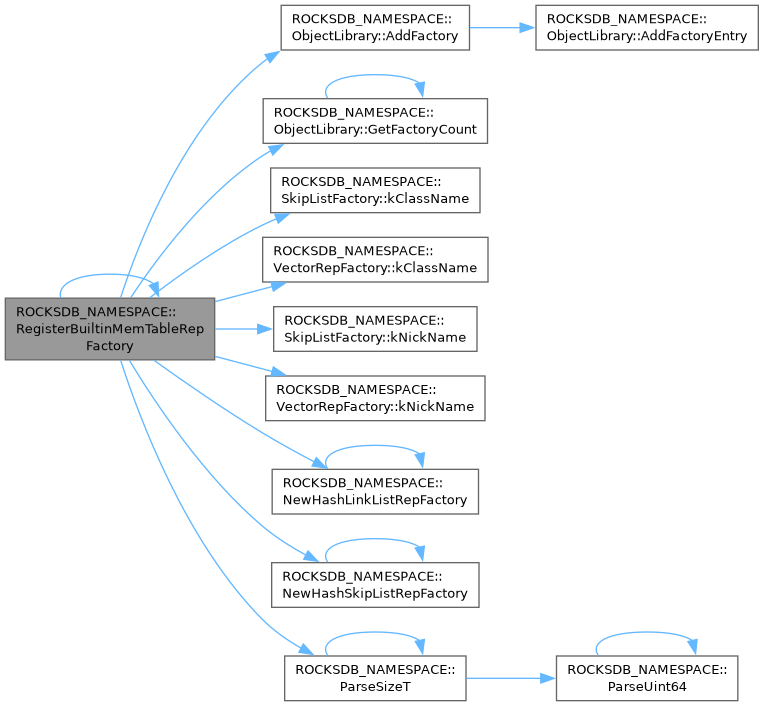 ROCKSDB_NAMESPACE::
ObjectLibrary::AddFactory
ROCKSDB_NAMESPACE::
ObjectLibrary::AddFactoryEntry
ROCKSDB_NAMESPACE::
ObjectLibrary::GetFactoryCount
ROCKSDB_NAMESPACE::
SkipListFactory::kClassName
ROCKSDB_NAMESPACE::
VectorRepFactory::kClassName
ROCKSDB_NAMESPACE::
RegisterBuiltinMemTableRep
Factory
ROCKSDB_NAMESPACE::
SkipListFactory::kNickName
ROCKSDB_NAMESPACE::
VectorRepFactory::kNickName
ROCKSDB_NAMESPACE::
NewHashLinkListRepFactory
ROCKSDB_NAMESPACE::
NewHashSkipListRepFactory
ROCKSDB_NAMESPACE::
ParseSizeT
ROCKSDB_NAMESPACE::
ParseUint64